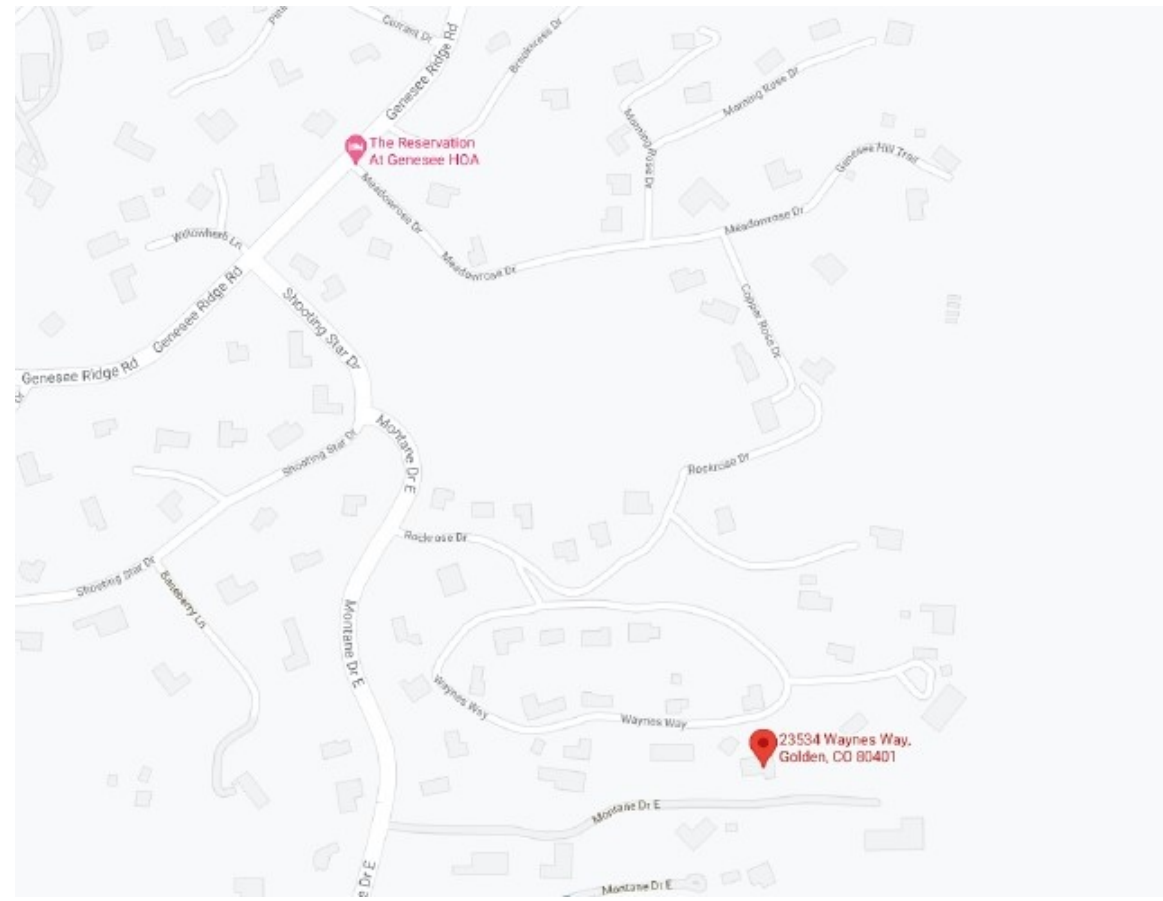 Currant Dr
Genesee Ridge Rd
Morning Rose Dr
The Reservation
At Genesee HOA
Morning Rose Dr
Genesee Hill Trail
Meadowrose Dr
Meadowrose Dr
Willowherb Ln
Meadowrose Dr
Genesee Ridge Rd
Shooting Star Dr
Copper Rose Dr
Genesee Ridge Rd
Shooting Star Dr
Montane Dr E
Rockrose Dr
Rockrose Dr
Shooting Star Dr
Baneberry Ln
Montane Dr E
Waynes Way
Waynes Way
23534 Waynes Way,
Golden, CO 80401
Montane Dr E
Montane Dr E
e Dr E